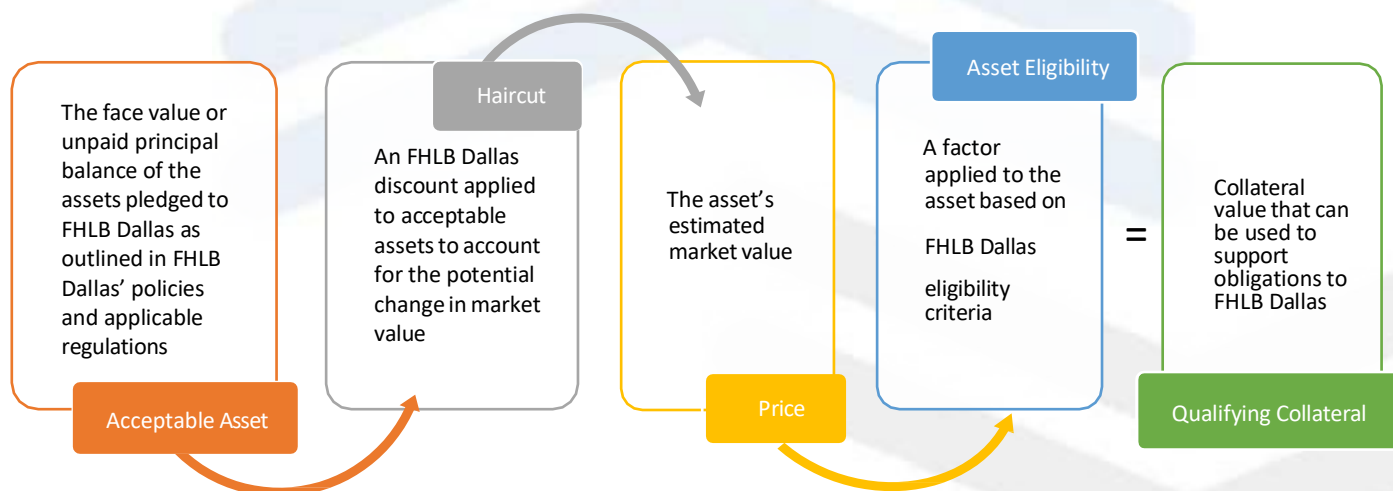 The face value or
unpaid principal
balance of the
assets pledged to
FHLB Dallas as
outlined in FHLB
Dallas’ policies
and applicable
regulations
Acceptable Asset
Haircut
An FHLB Dallas
discount applied
to acceptable
assets to account
for the potential
change in market
value
The asset’s
estimated
market value
Price
Asset Eligibility
A factor
applied to the
asset based on
FHLB Dallas
eligibility
criteria
=
Collateral
value that can
be used to
support
obligations to
FHLB Dallas
Qualifying Collateral